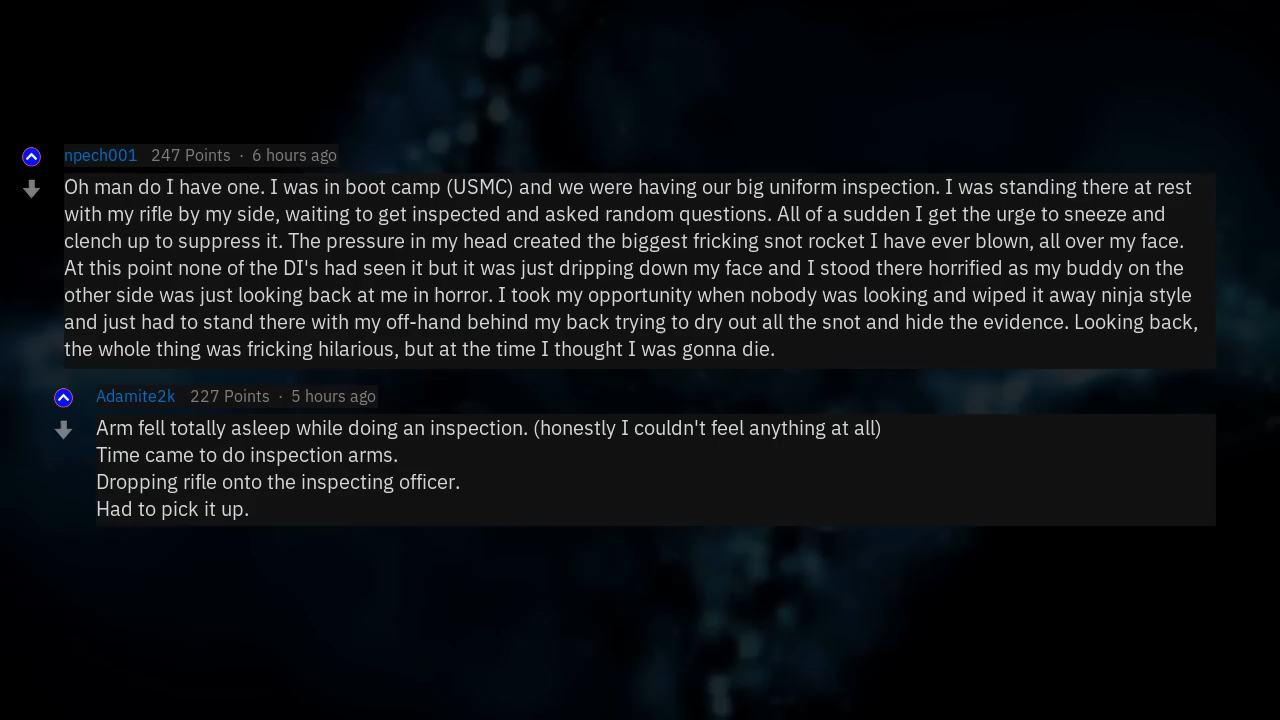 npech001 247 Points · 6 hours ago
Oh man do I have one. I was in boot camp (USMC) and we were having our big uniform inspection. I was standing there at rest
with my rifle by my side, waiting to get inspected and asked random questions. All of a sudden I get the urge to sneeze and
clench up to suppress it. The pressure in my head created the biggest fricking snot rocket I have ever blown, all over my face.
At this point none of the DI's had seen it but it was just dripping down my face and I stood there horrified as my buddy on the
other side was just looking back at me in horror. I took my opportunity when nobody was looking and wiped it away ninja style
and just had to stand there with my off-hand behind my back trying to dry out all the snot and hide the evidence. Looking back,
the whole thing was fricking hilarious, but at the time I thought I was gonna die.
Adamite2k 227 Points · 5 hours ago
Arm fell totally asleep while doing an inspection. (honestly I couldn't feel anything at all)
Time came to do inspection arms.
Dropping rifle onto the inspecting officer.
Had to pick it up.